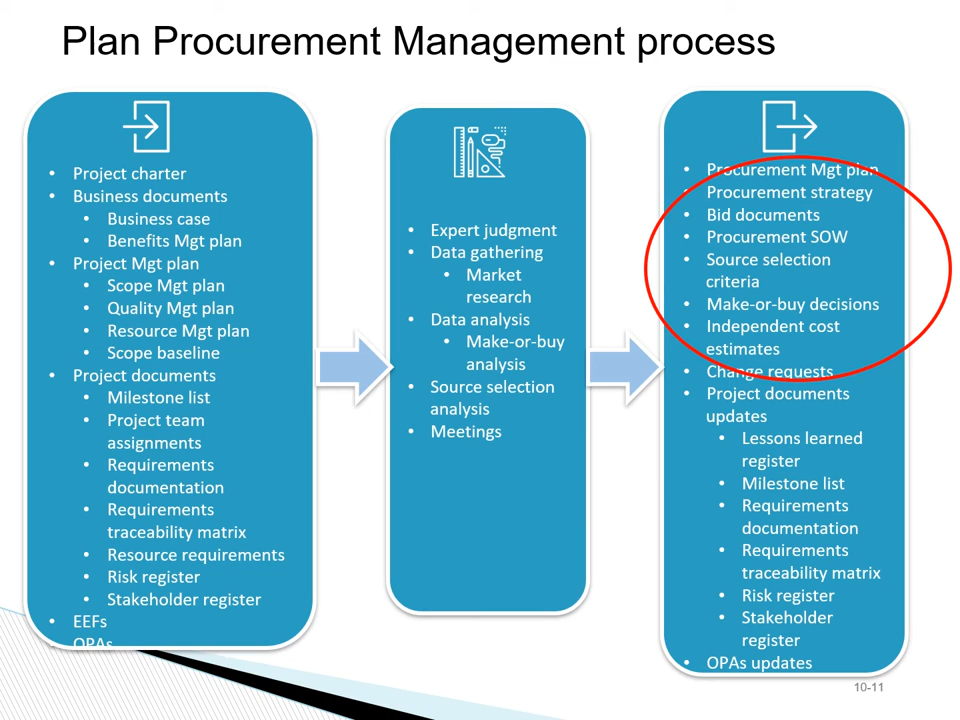 Plan Procurement Management process
• Project charter
• Business documents
• Business case
• Benefits Mgt plan
• Project Mgt plan
• Scope Mgt plan
• Quality Mgt plan
• Resource Mgt plan
• Scope baseline
• Project documents
• Milestone list
• Project team
assignments
• Requirements
documentation
• Requirements
traceability matrix
• Resource requirements
• Risk register
• Stakeholder register
• EEFs
• OPAs
• Expert judgment
• Data gathering
• Market
research
• Data analysis
• Make-or-buy
analysis
• Source selection
analysis
• Meetings
• Procurement Mgt plan
• Procurement strategy
• Bid documents
• Procurement SOW
• Source selection
criteria
• Make-or-buy decisions
• Independent cost
estimates
• Change requests
• Project documents
updates
• Lessons learned
register
• Milestone list
• Requirements
documentation
• Requirements
traceability matrix
• Risk register
• Stakeholder
register
• OPAs updates
10-11